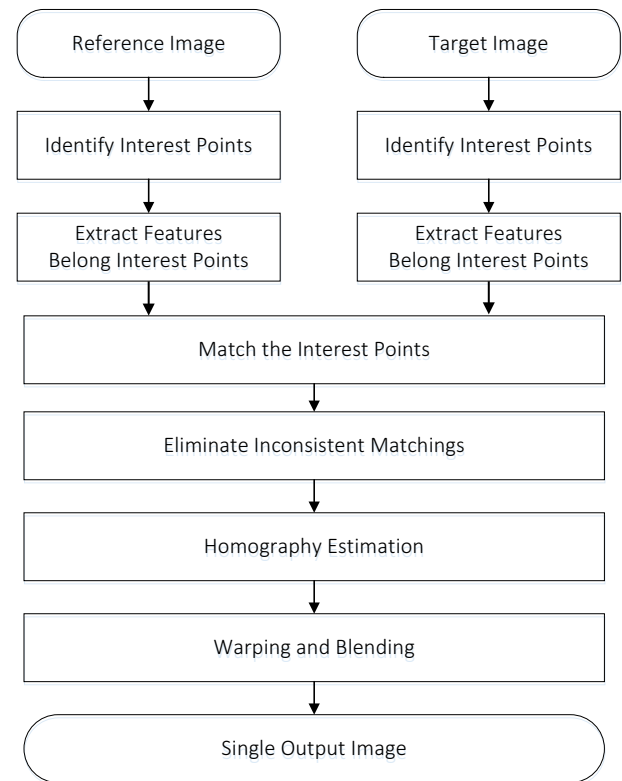 Reference Image
Target Image
Identify Interest Points
Identify Interest Points
Extract Features
Belong Interest Points
Extract Features
Belong Interest Points
Match the Interest Points
Eliminate Inconsistent Matchings
Homography Estimation
Warping and Blending
Single Output Image